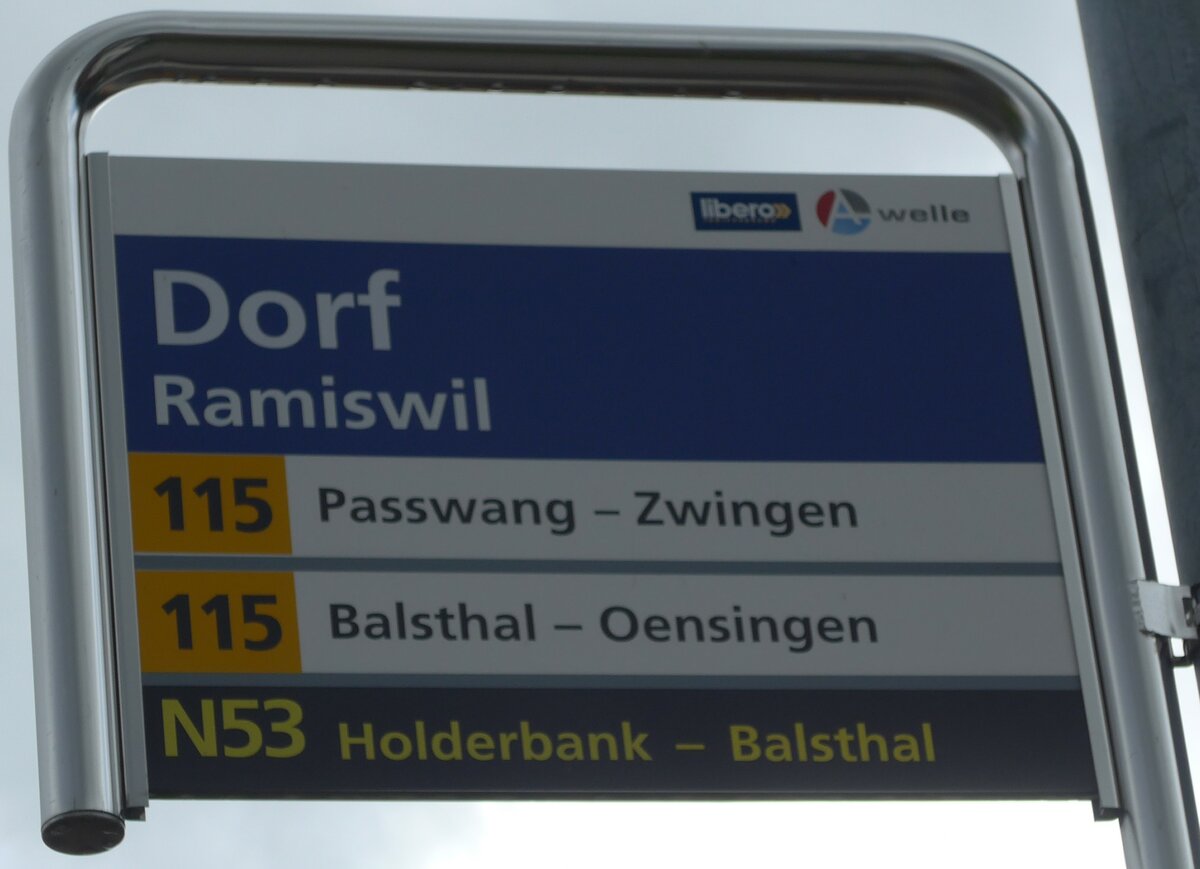 libero»
A welle
Dorf
Ramiswil
115 Passwang – Zwingen
115 Balsthal – Oensingen
N53 Holderbank – Balsthal